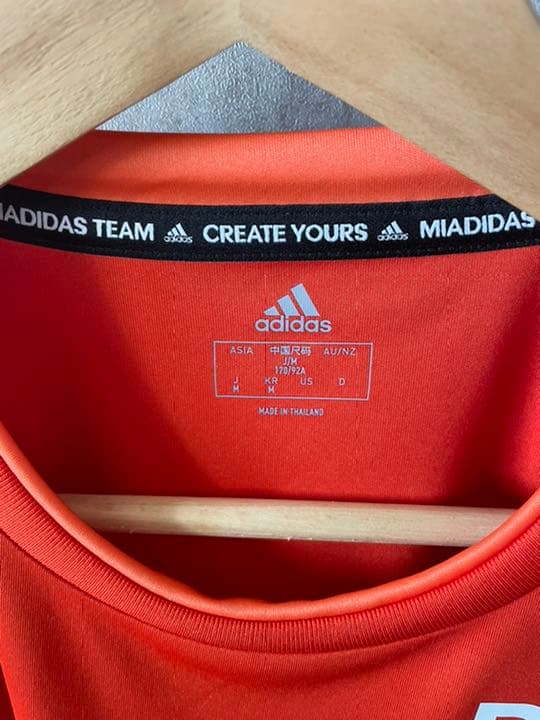 IADIDAS TEAM CREATE YOURS MIADIDAS
adidas
ASIA 中国尺码 AU/NZ
J/M
170/92A
J KR US D
M M
MADE IN THAILAND